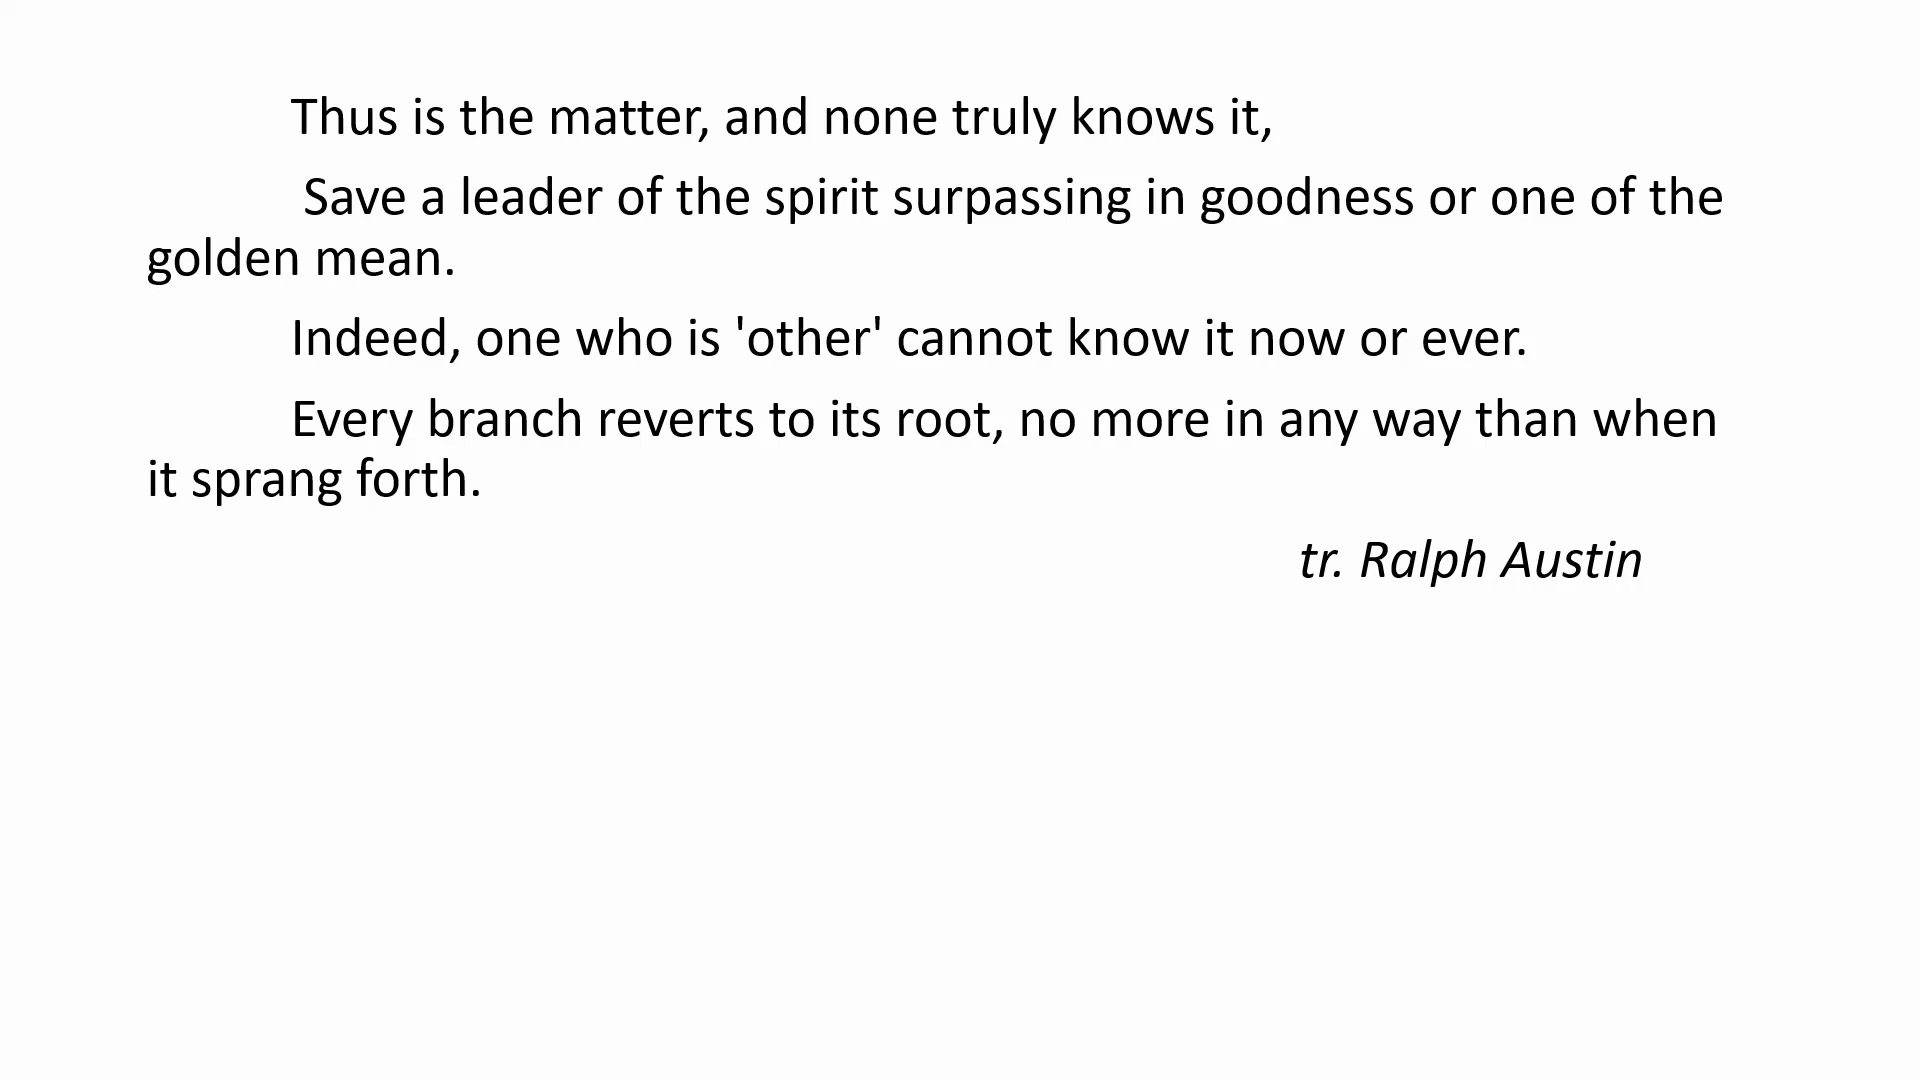 Thus is the matter, and none truly knows it,
Save a leader of the spirit surpassing in goodness or one of the
golden mean.
Indeed, one who is 'other' cannot know it now or ever.
Every branch reverts to its root, no more in any way than when
it sprang forth.
tr. Ralph Austin